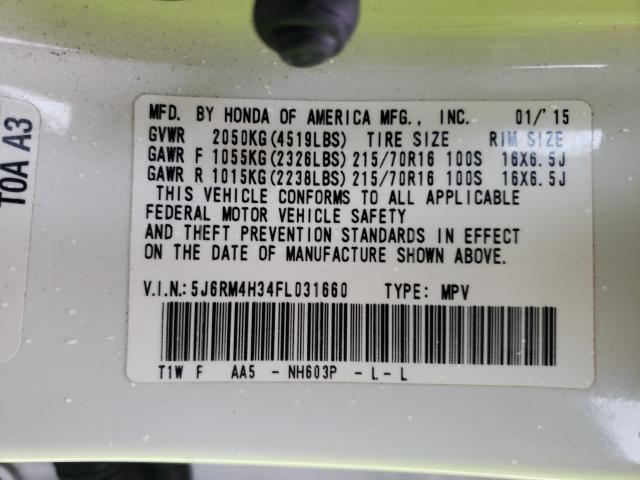 MFD. BY HONDA OF AMERICA MFG., INC. 01/'15
GVWR 2050KG(4519LBS) TIRE SIZE RIM SIZE
GAWR F 1055KG(2326LBS) 215/70R16 100S 16X6.5J
GAWR R 1015KG(2238LBS) 215/70R16 100S 16X6.5J
THIS VEHICLE CONFORMS TO ALL APPLICABLE
FEDERAL MOTOR VEHICLE SAFETY
AND THEFT PREVENTION STANDARDS IN EFFECT
ON THE DATE OF MANUFACTURE SHOWN ABOVE.
V.I.N.:5J6RM4H34FL031660 TYPE: MPV
T1W F AA5 - NH603P - L - L
T0A A3